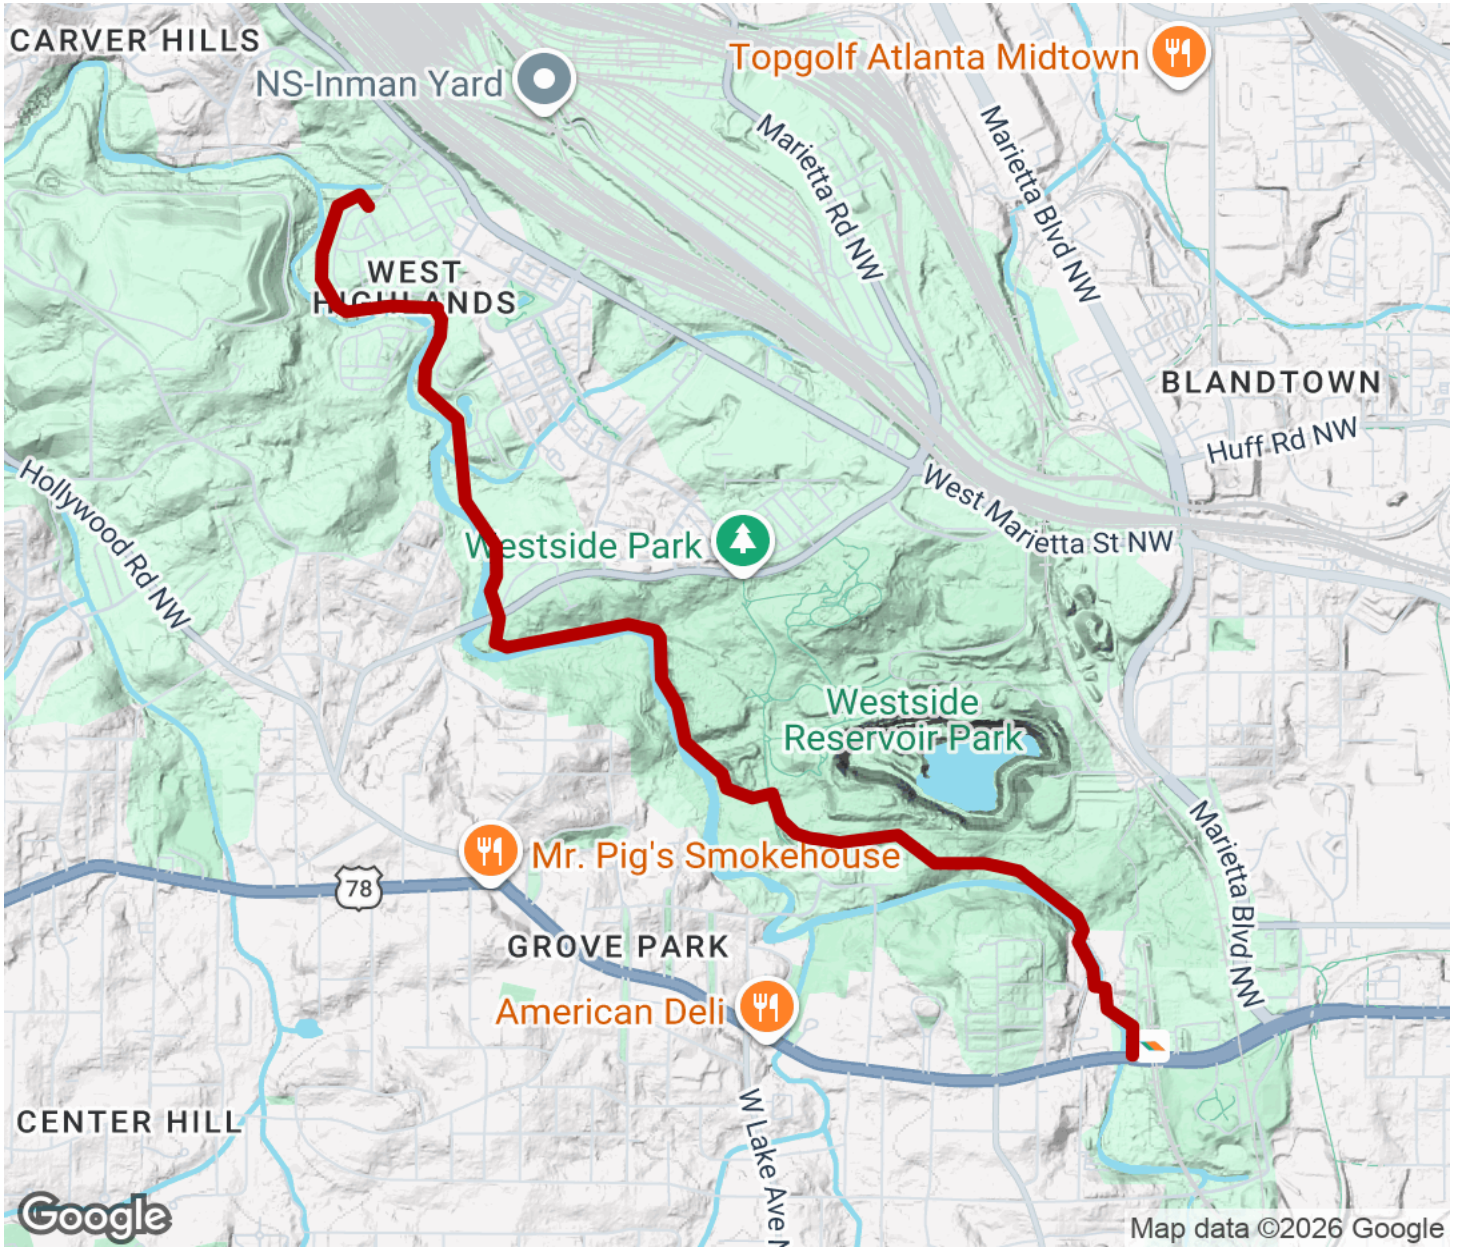 CARVER HILLS
NS-Inman Yard
Topgolf Atlanta Midtown
Marietta Rd NW
Marietta Blvd NW
WEST
HIGHLANDS
BLANDTOWN
Huff Rd NW
Hollywood Rd NW
West Marietta St NW
Westside Park
Westside
Reservoir Park
Marietta Blvd NW
Mr. Pig's Smokehouse
78
GROVE PARK
American Deli
CENTER HILL
W Lake Ave N
Google
Map data ©2026 Google